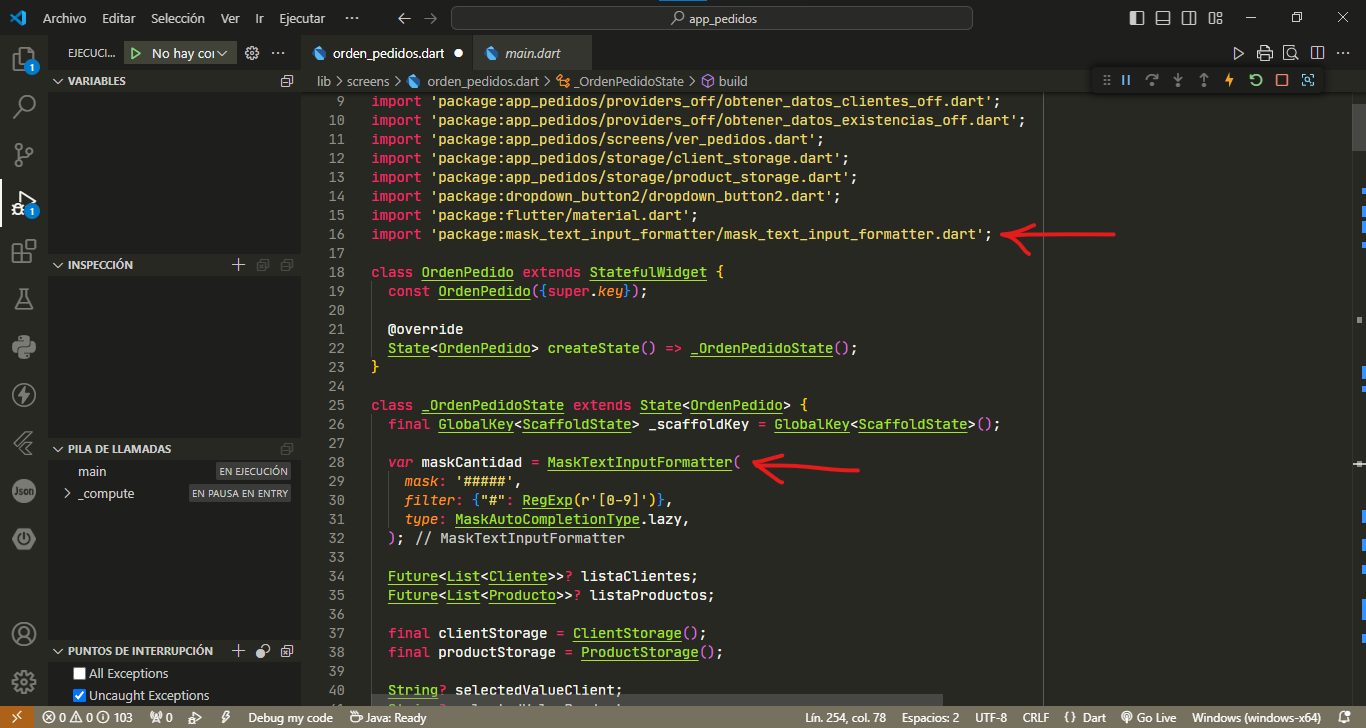 Archivo Editar Selección Ver Ir Ejecutar ··· app_pedidos
EJECUCI... No hay cor ··· orden_pedidos.dart main.dart
lib > screens > orden_pedidos.dart > _OrdenPedidoState > build
VARIABLES
INSPECCIÓN
PILA DE LLAMADAS
main EN EJECUCIÓN
_compute EN PAUSA EN ENTRY
PUNTOS DE INTERRUPCIÓN
All Exceptions
Uncaught Exceptions
1
1
Json
9 import 'package:app_pedidos/providers_off/obtener_datos_clientes_off.dart';
10 import 'package:app_pedidos/providers_off/obtener_datos_existencias_off.dart';
11 import 'package:app_pedidos/screens/ver_pedidos.dart';
12 import 'package:app_pedidos/storage/client_storage.dart';
13 import 'package:app_pedidos/storage/product_storage.dart';
14 import 'package:dropdown_button2/dropdown_button2.dart';
15 import 'package:flutter/material.dart';
16 import 'package:mask_text_input_formatter/mask_text_input_formatter.dart';
17
18 class OrdenPedido extends StatefulWidget {
19 const OrdenPedido({super.key});
20
21 @override
22 State<OrdenPedido> createState() => _OrdenPedidoState();
23 }
24
25 class _OrdenPedidoState extends State<OrdenPedido> {
26 final GlobalKey<ScaffoldState> _scaffoldKey = GlobalKey<ScaffoldState>();
27
28 var maskCantidad = MaskTextInputFormatter(
29 mask: '#####',
30 filter: {"#": RegExp(r'[0-9]')},
31 type: MaskAutoCompletionType.lazy,
32 ); // MaskTextInputFormatter
33
34 Future<List<Cliente>>? listaClientes;
35 Future<List<Producto>>? listaProductos;
36
37 final clientStorage = ClientStorage();
38 final productStorage = ProductStorage();
39
40 String? selectedValueClient;
0 0 103 0 Debug my code Java: Ready Lín. 254, col. 78 Espacios: 2 UTF-8 CRLF {} Dart Go Live Windows (windows-x64)